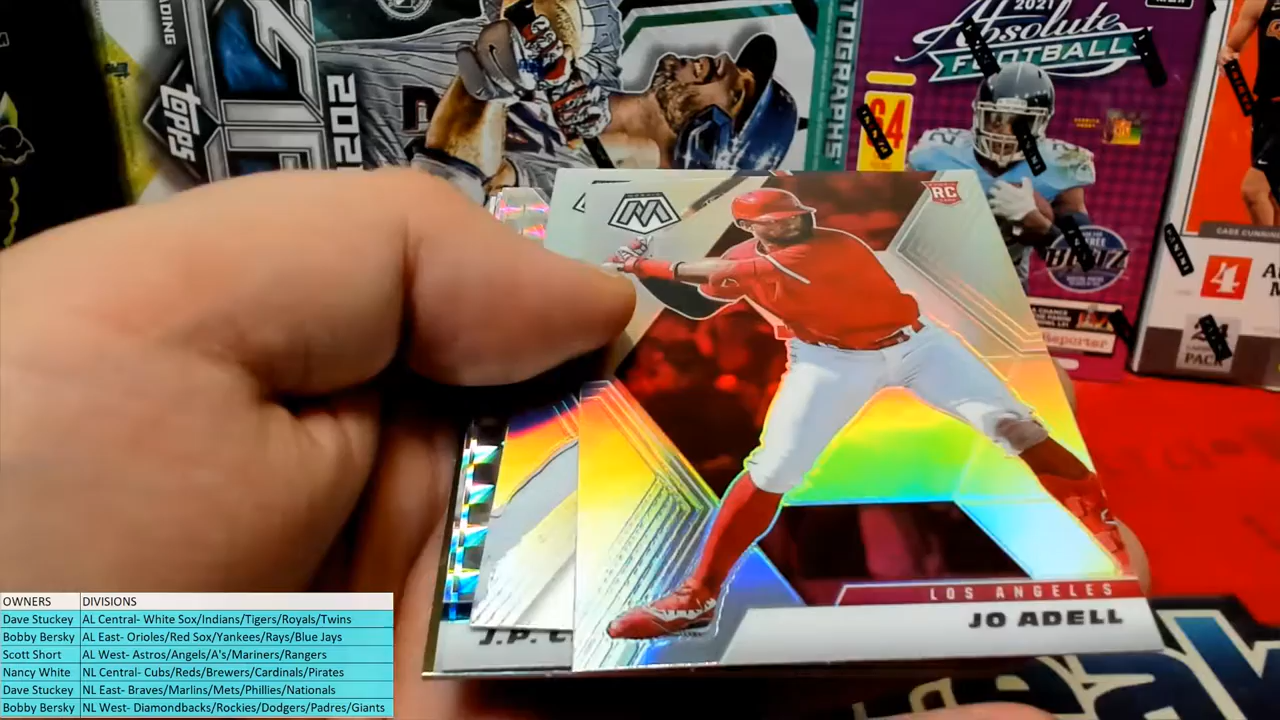 2021
Absolute
FOOTBALL
TOGRAPHS
topps
202
64
BLITZ
4
PACK
RC
LOS ANGELES
JO ADELL
J.P. C
OWNERS DIVISIONS
Dave Stuckey AL Central- White Sox/Indians/Tigers/Royals/Twins
Bobby Bersky AL East- Orioles/Red Sox/Yankees/Rays/Blue Jays
Scott Short AL West- Astros/Angels/A's/Mariners/Rangers
Nancy White NL Central- Cubs/Reds/Brewers/Cardinals/Pirates
Dave Stuckey NL East- Braves/Marlins/Mets/Phillies/Nationals
Bobby Bersky NL West- Diamondbacks/Rockies/Dodgers/Padres/Giants